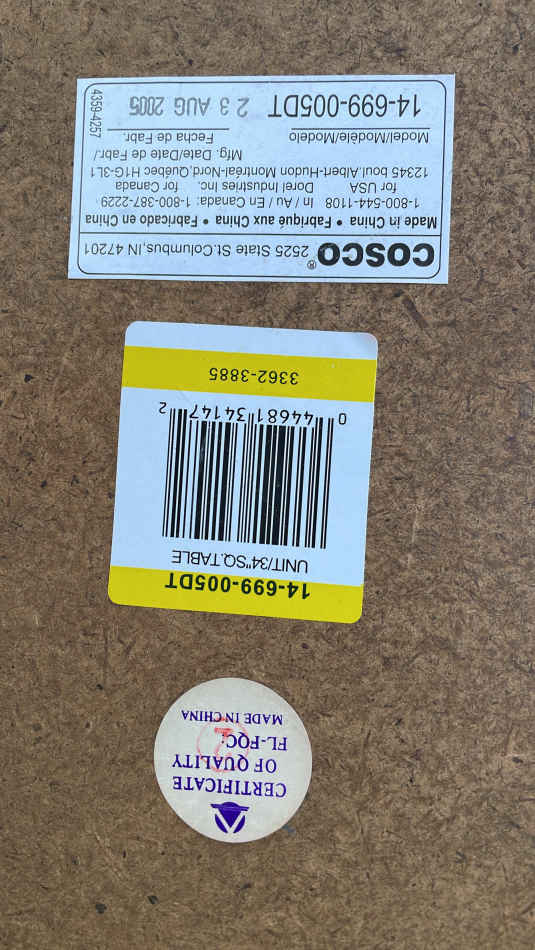 COSCO® 2525 State St.Columbus,IN 47201
Made in China • Fabriqué aux China • Fabricado en China
1-800-544-1108 In / Au / En Canada: 1-800-387-2229
for USA Dorel Industries Inc. for Canada
12345 boul.Albert-Hudon Montréal-Nord,Québec H1G-3L1
Mfg. Date/Date de Fabr./
Model/Modèle/Modelo Fecha de Fabr.
14-699-005DT 23 AUG 2005
4359-4257
14-699-005DT
UNIT/34"SQ.TABLE
0 44681 34147 2
3362-3885
CERTIFICATE
OF QUALITY
FL-FQC:
2
MADE IN CHINA